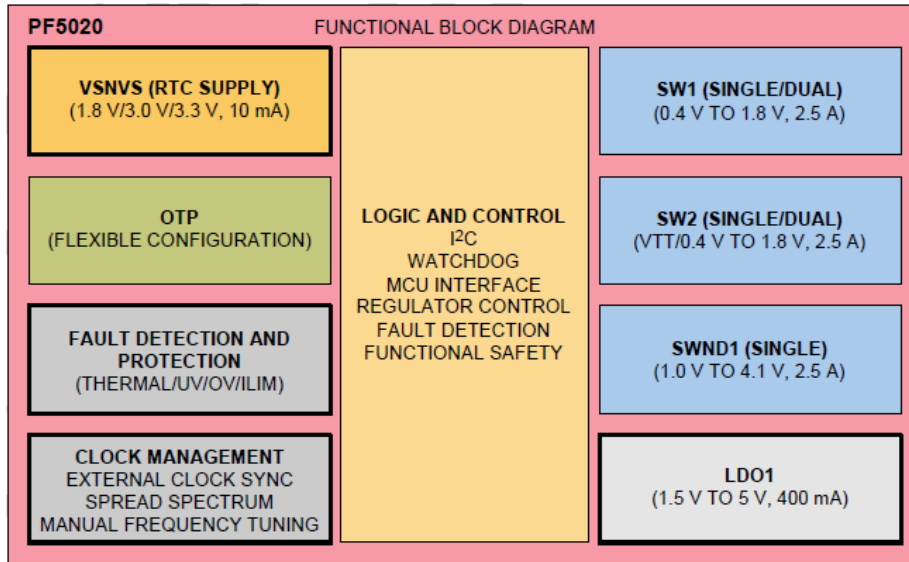 PF5020 FUNCTIONAL BLOCK DIAGRAM
VSNVS (RTC SUPPLY)
(1.8 V/3.0 V/3.3 V, 10 mA)
OTP
(FLEXIBLE CONFIGURATION)
FAULT DETECTION AND
PROTECTION
(THERMAL/UV/OV/ILIM)
CLOCK MANAGEMENT
EXTERNAL CLOCK SYNC
SPREAD SPECTRUM
MANUAL FREQUENCY TUNING
LOGIC AND CONTROL
I²C
WATCHDOG
MCU INTERFACE
REGULATOR CONTROL
FAULT DETECTION
FUNCTIONAL SAFETY
SW1 (SINGLE/DUAL)
(0.4 V TO 1.8 V, 2.5 A)
SW2 (SINGLE/DUAL)
(VTT/0.4 V TO 1.8 V, 2.5 A)
SWND1 (SINGLE)
(1.0 V TO 4.1 V, 2.5 A)
LDO1
(1.5 V TO 5 V, 400 mA)